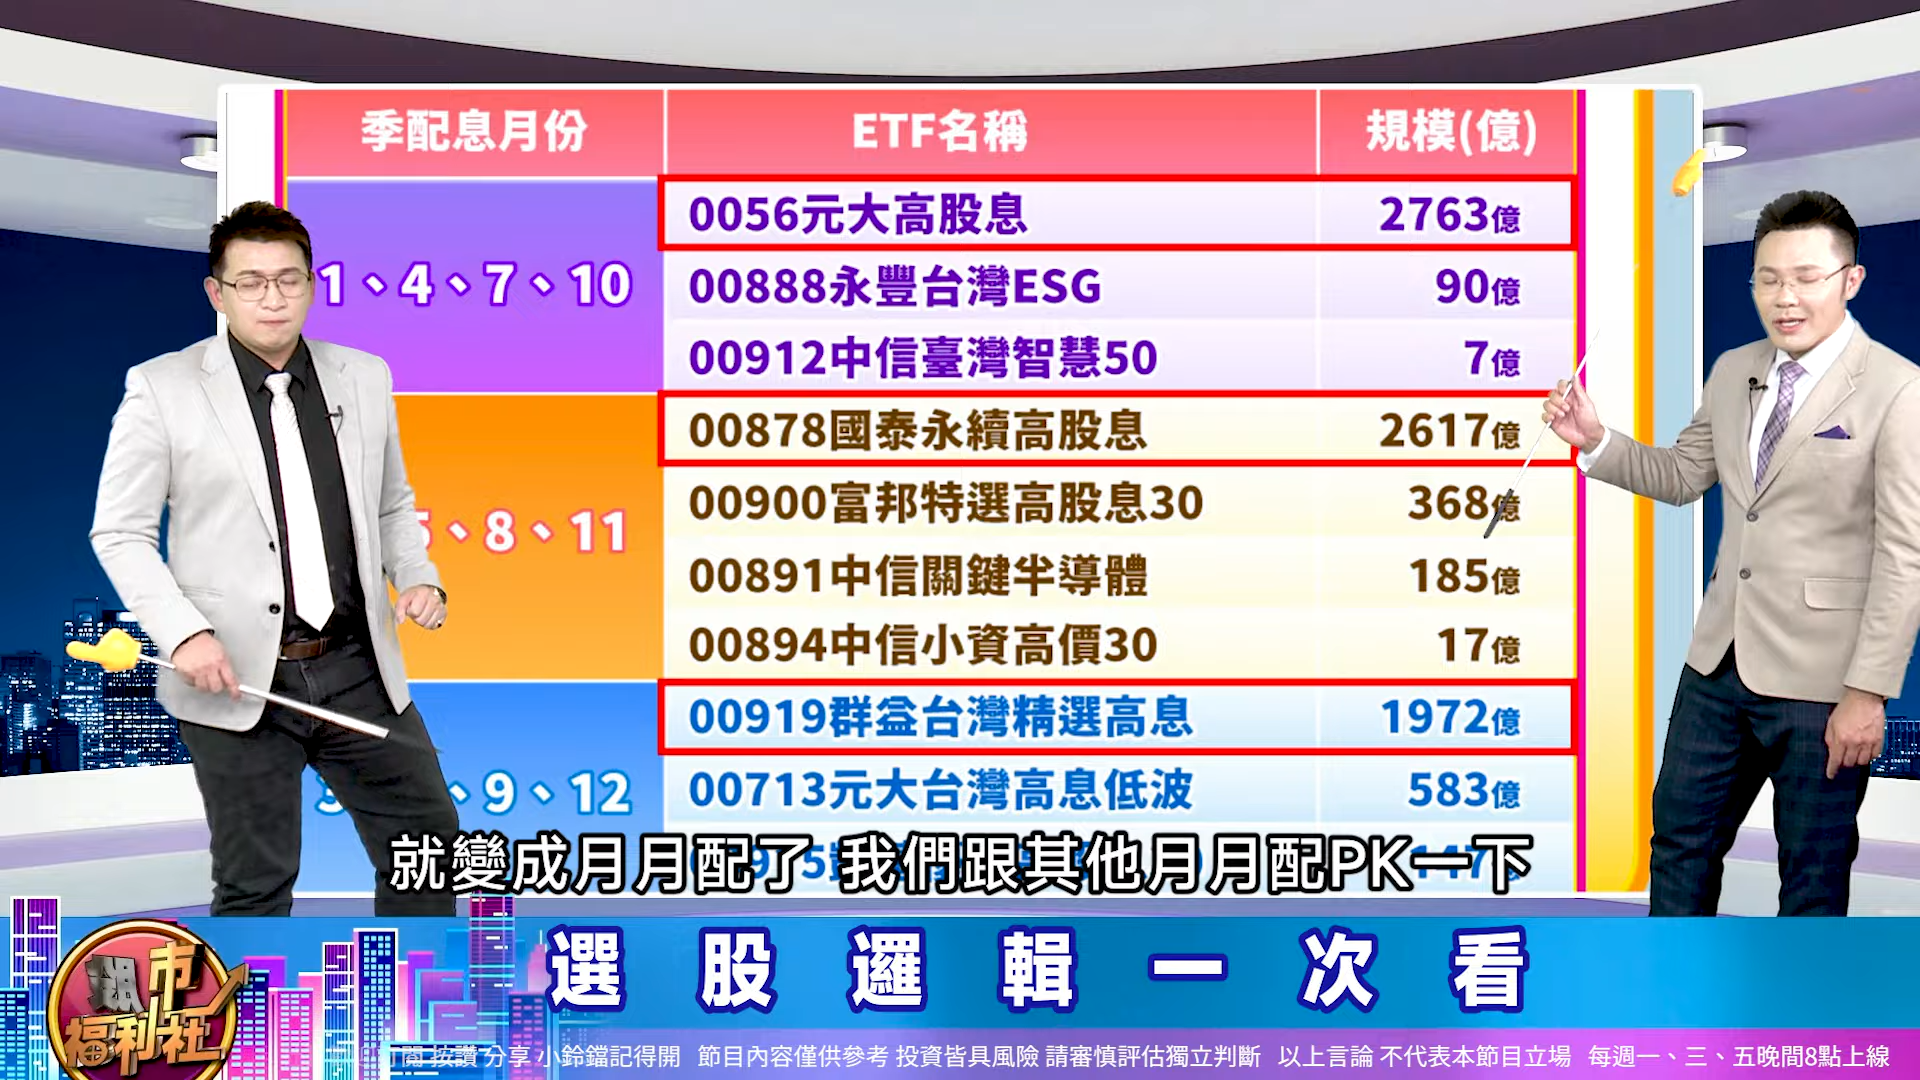 季配息月份 ETF名稱 規模(億)
1、4、7、10
0056元大高股息 2763億
00888永豐台灣ESG 90億
00912中信臺灣智慧50 7億
5、8、11
00878國泰永續高股息 2617億
00900富邦特選高股息30 368億
00891中信關鍵半導體 185億
00894中信小資高價30 17億
、9、12
00919群益台灣精選高息 1972億
00713元大台灣高息低波 583億
就變成月月配了 我們跟其他月月配PK一下
選股邏輯一次看
市
福利社
按讚 分享 小鈴鐺記得開 節目內容僅供參考 投資皆具風險 請審慎評估獨立判斷 以上言論 不代表本節目立場 每週一、三、五晚間8點上線